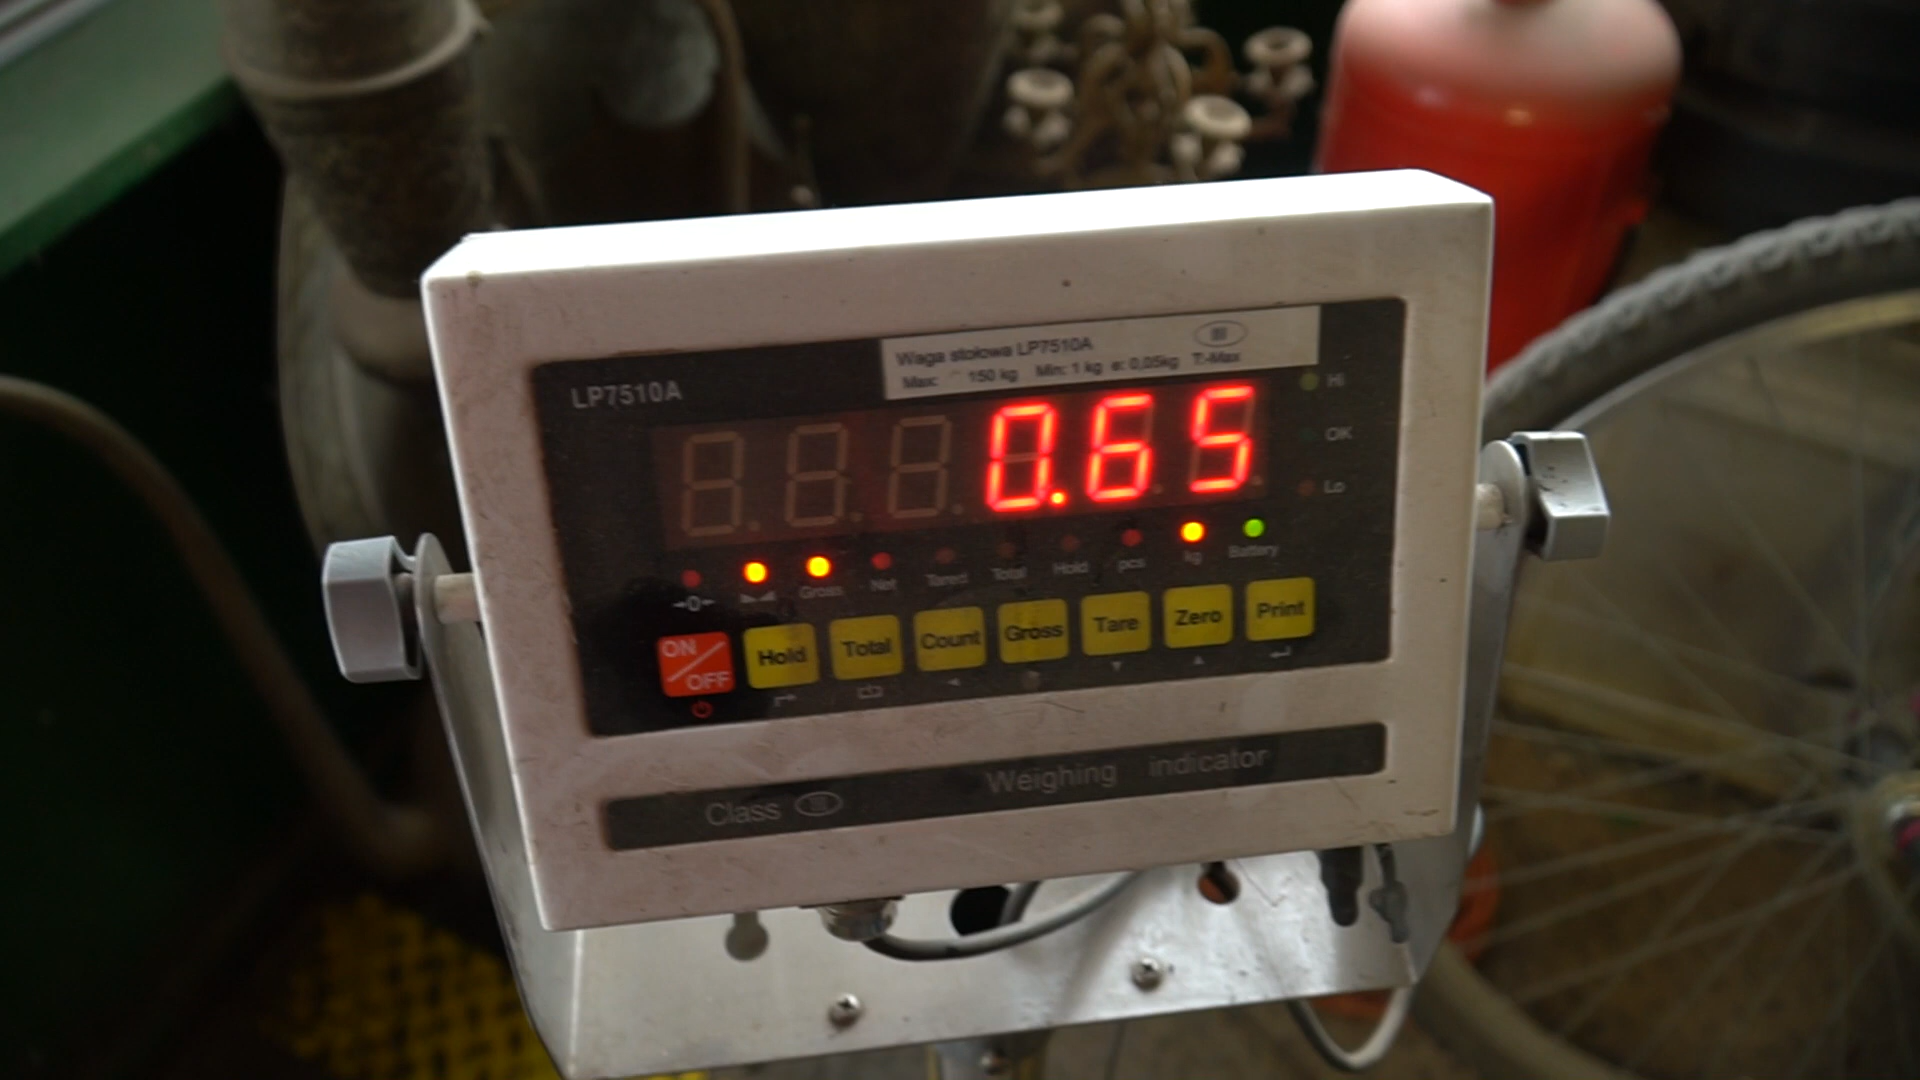 Waga stołowa LP7510A
Max: 150 kg Min: 1 kg e: 0,05kg T:-Max
LP7510A
Hi
0.65
OK
Lo
→0← Gross Net Tared Total Hold pcs kg Battery
ON/OFF Hold Total Count Gross Tare Zero Print
Class III Weighing indicator